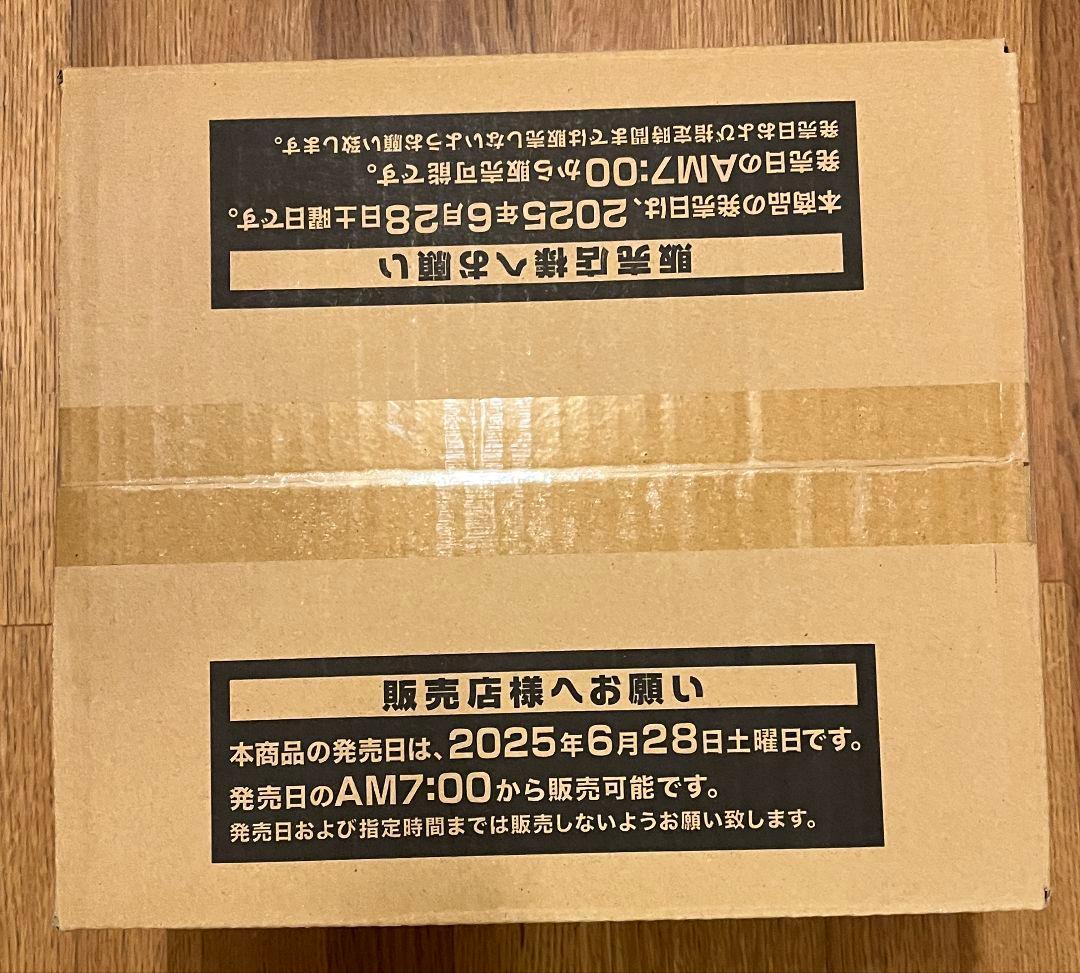 販売店様へお願い
本商品の発売日は、2025年6月28日土曜日です。
発売日のAM7:00から販売可能です。
発売日および指定時間までは販売しないようお願い致します。
販売店様へお願い
本商品の発売日は、2025年6月28日土曜日です。
発売日のAM7:00から販売可能です。
発売日および指定時間までは販売しないようお願い致します。